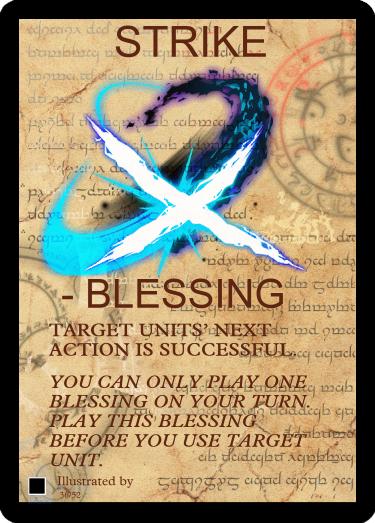 STRIKE
- BLESSING
TARGET UNITS' NEXT
ACTION IS SUCCESSFUL.
YOU CAN ONLY PLAY ONE
BLESSING ON YOUR TURN.
PLAY THIS BLESSING
BEFORE YOU USE TARGET
UNIT.
Illustrated by